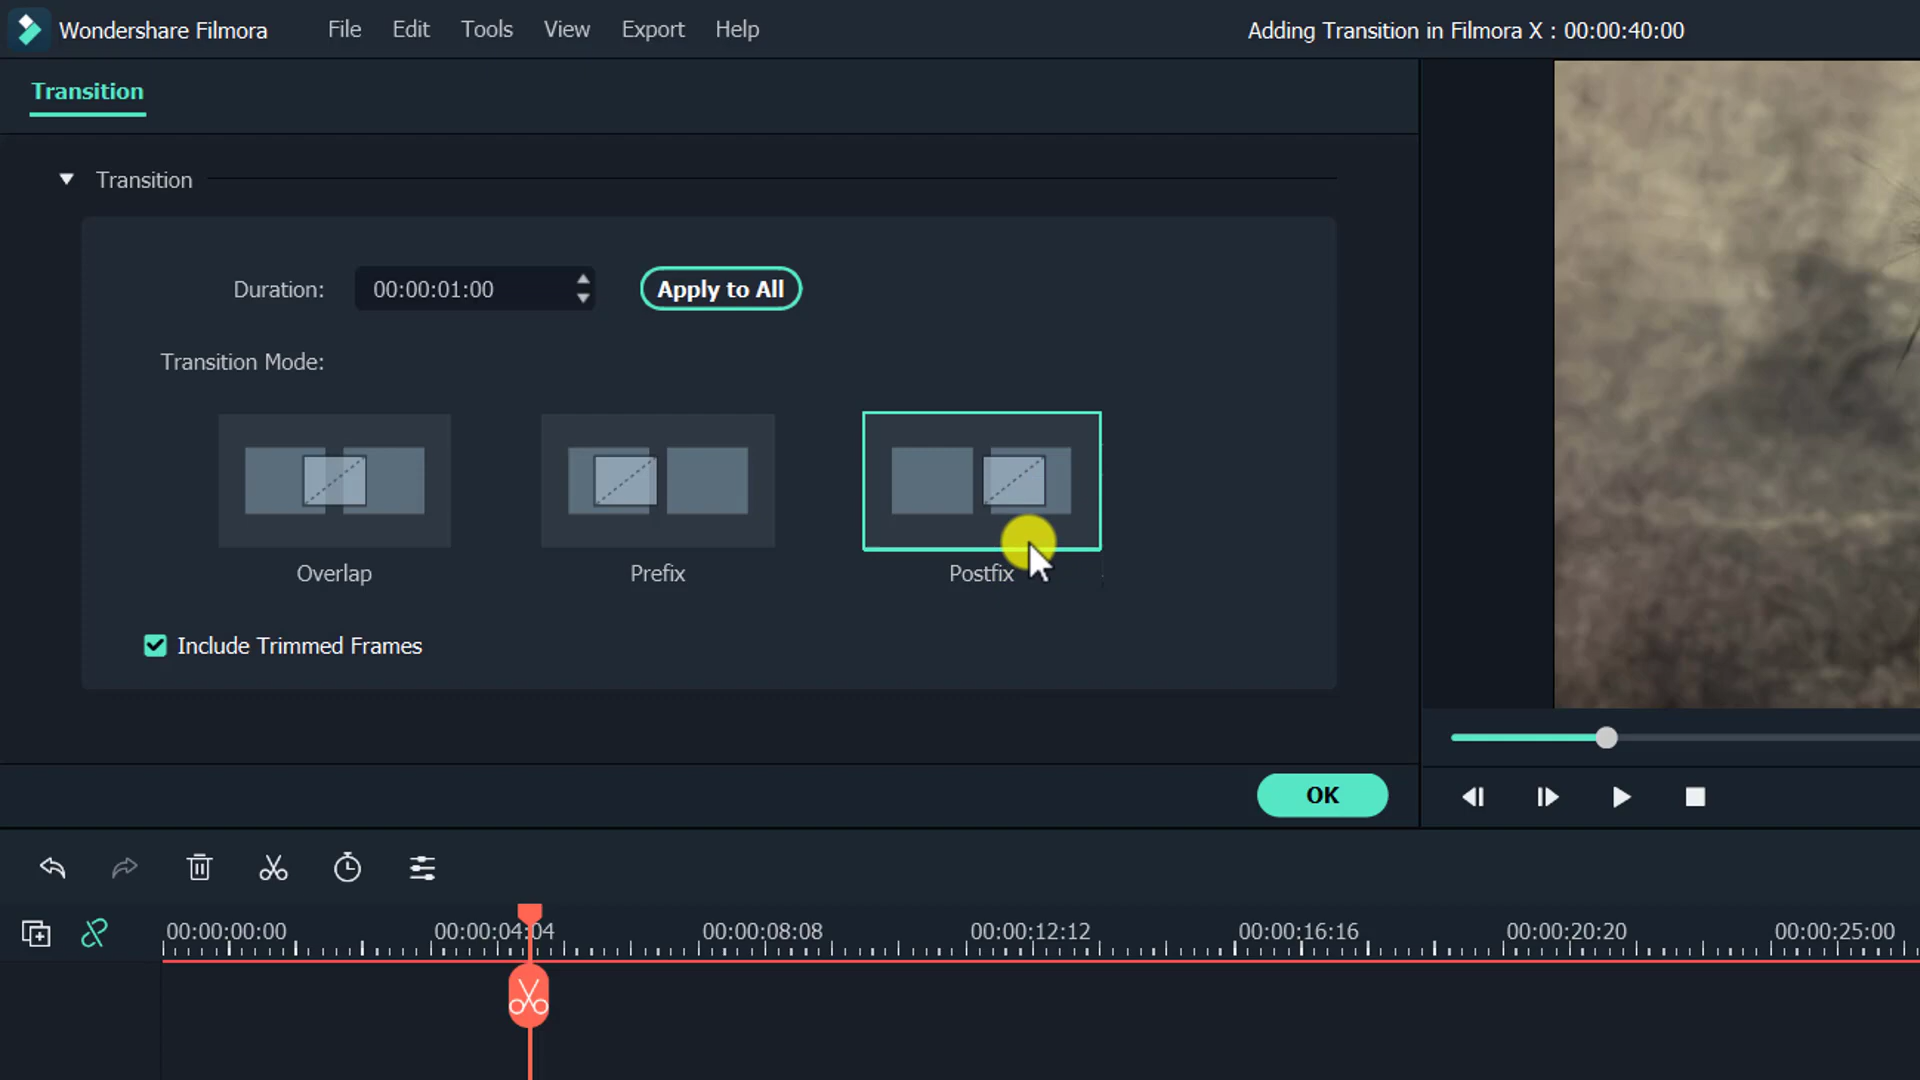 Wondershare Filmora File Edit Tools View Export Help Adding Transition in Filmora X : 00:00:40:00
Transition
Transition
Duration: 00:00:01:00 Apply to All
Transition Mode:
Overlap Prefix Postfix
Include Trimmed Frames
OK
00:00:00:00 00:00:04:04 00:00:08:08 00:00:12:12 00:00:16:16 00:00:20:20 00:00:25:00